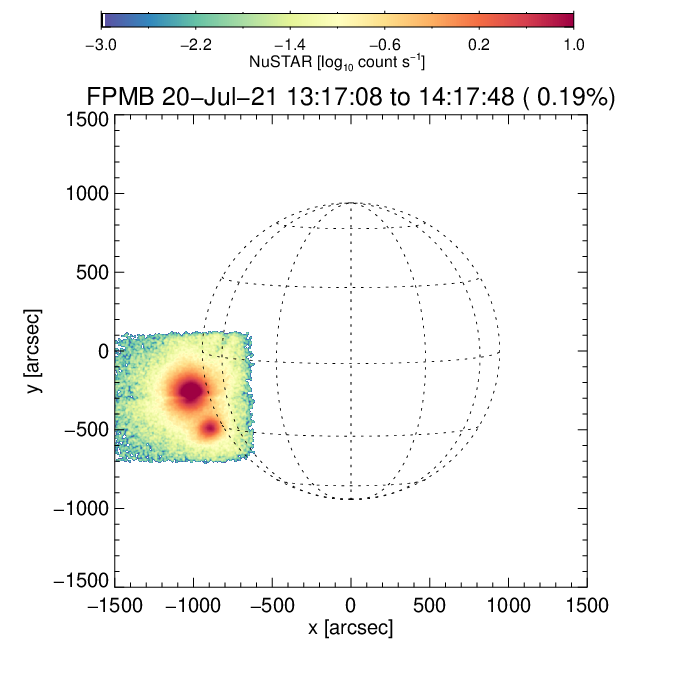 −3.0 −2.2 −1.4 −0.6 0.2 1.0
NuSTAR [log₁₀ count s⁻¹]
FPMB 20−Jul−21 13:17:08 to 14:17:48 ( 0.19%)
1500
1000
500
0
−500
−1000
−1500
y [arcsec]
−1500 −1000 −500 0 500 1000 1500
x [arcsec]